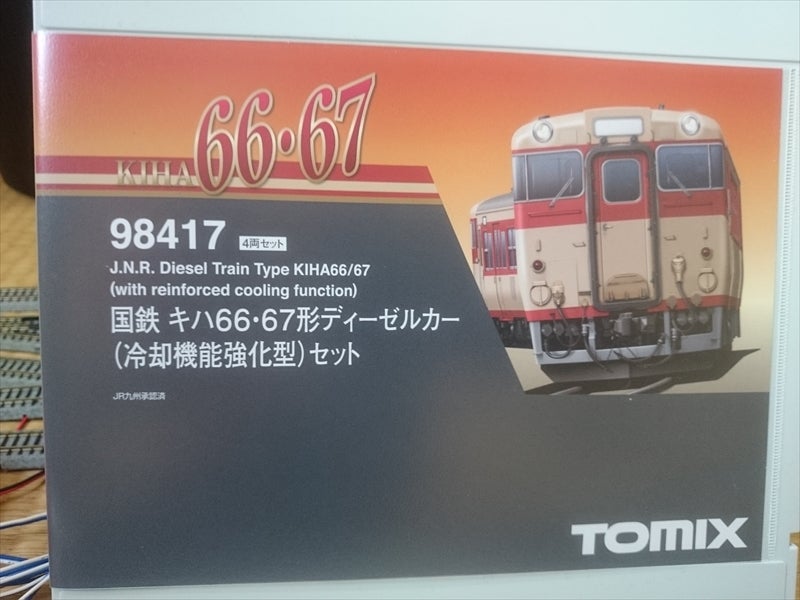 KIHA66・67
98417 4両セット
J.N.R. Diesel Train Type KIHA66/67
(with reinforced cooling function)
国鉄 キハ66・67形ディーゼルカー
(冷却機能強化型)セット
JR九州承認済
TOMIX